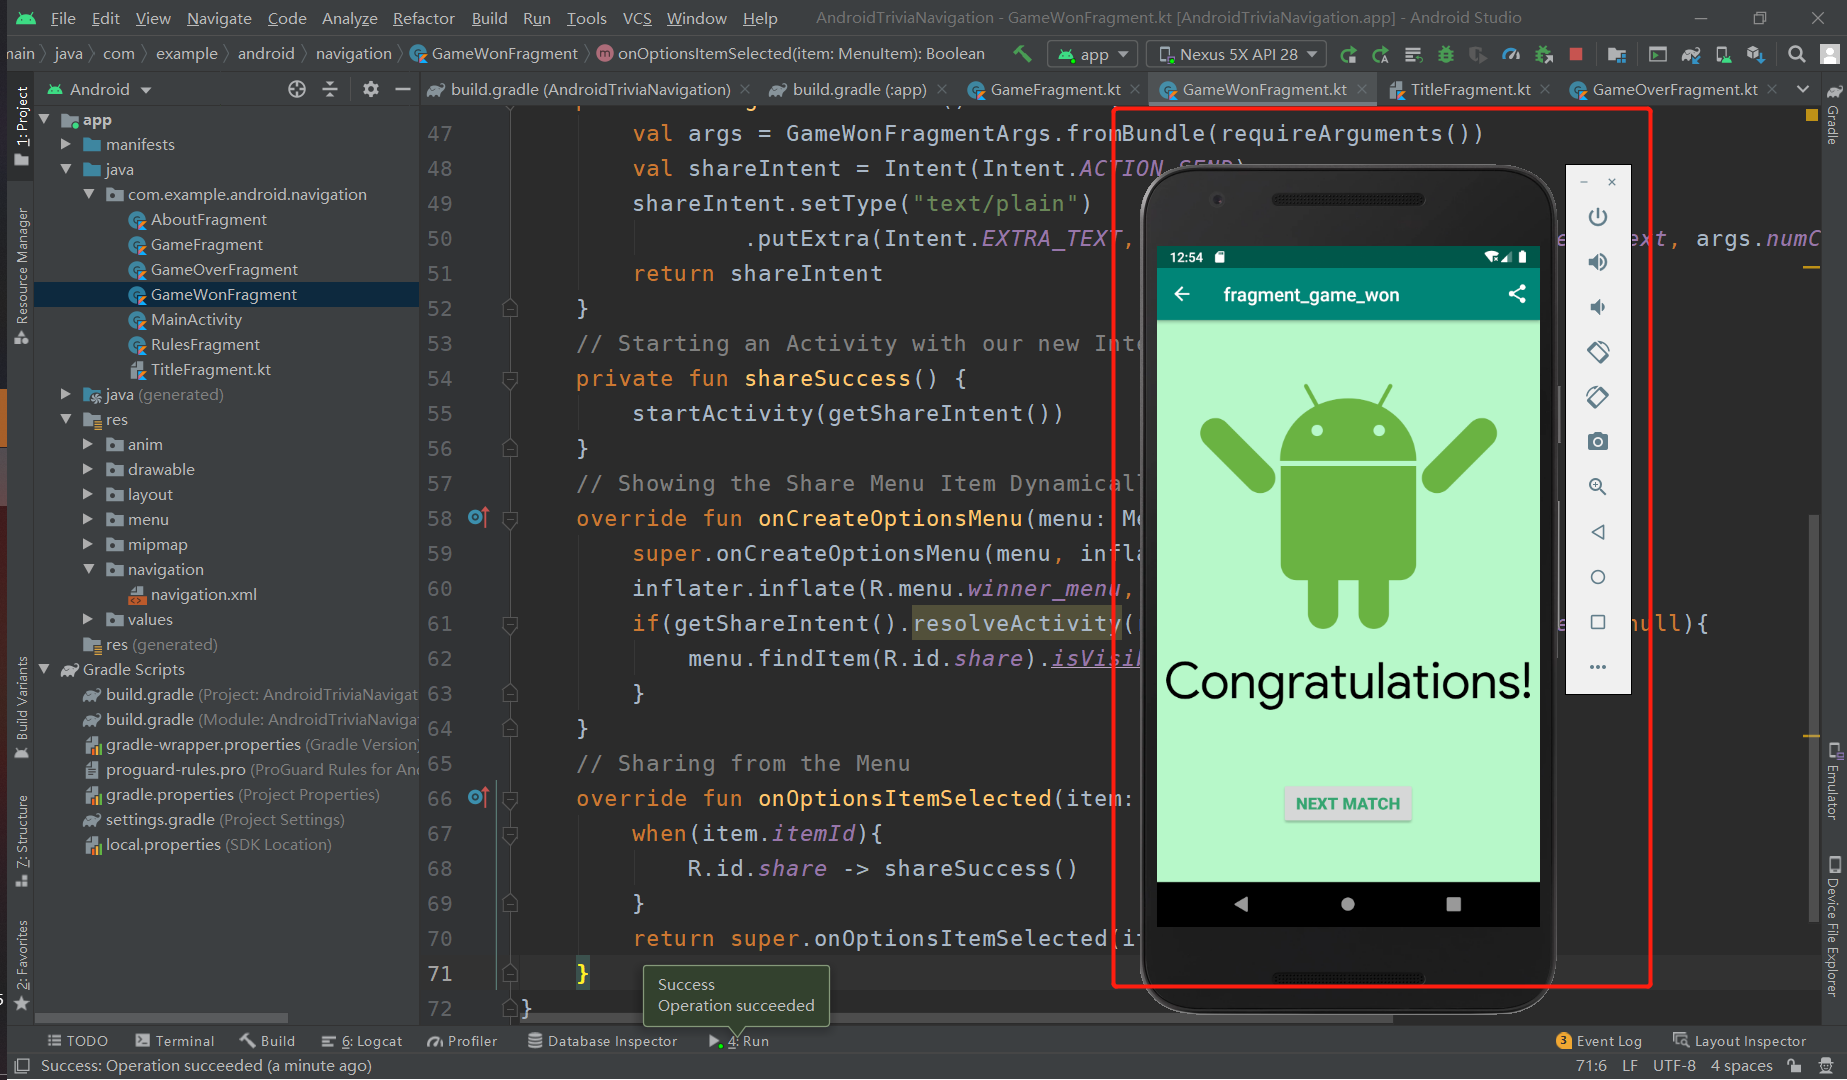 File Edit View Navigate Code Analyze Refactor Build Run Tools VCS Window Help AndroidTriviaNavigation - GameWonFragment.kt [AndroidTriviaNavigation.app] - Android Studio
main java com example android navigation GameWonFragment m onOptionsItemSelected(item: MenuItem): Boolean app Nexus 5X API 28
Android
build.gradle (AndroidTriviaNavigation) build.gradle (:app) GameFragment.kt GameWonFragment.kt TitleFragment.kt GameOverFragment.kt
1: Project
Resource Manager
Build Variants
7: Structure
2: Favorites
app
manifests
java
com.example.android.navigation
AboutFragment
GameFragment
GameOverFragment
GameWonFragment
MainActivity
RulesFragment
TitleFragment.kt
java (generated)
res
anim
drawable
layout
menu
mipmap
navigation
navigation.xml
values
res (generated)
Gradle Scripts
build.gradle (Project: AndroidTriviaNavigat
build.gradle (Module: AndroidTriviaNaviga
gradle-wrapper.properties (Gradle Version)
proguard-rules.pro (ProGuard Rules for An
gradle.properties (Project Properties)
settings.gradle (Project Settings)
local.properties (SDK Location)
47 val args = GameWonFragmentArgs.fromBundle(requireArguments())
48 val shareIntent = Intent(Intent.ACTION_SEND)
49 shareIntent.setType("text/plain")
50 .putExtra(Intent.EXTRA_TEXT, ext, args.numC
51 return shareIntent
52 }
53 // Starting an Activity with our new Inte
54 private fun shareSuccess() {
55 startActivity(getShareIntent())
56 }
57 // Showing the Share Menu Item Dynamicall
58 override fun onCreateOptionsMenu(menu: Me
59 super.onCreateOptionsMenu(menu, infla
60 inflater.inflate(R.menu.winner_menu,
61 if(getShareIntent().resolveActivity( null){
62 menu.findItem(R.id.share).isVisib
63 }
64 }
65 // Sharing from the Menu
66 override fun onOptionsItemSelected(item:
67 when(item.itemId){
68 R.id.share -> shareSuccess()
69 }
70 return super.onOptionsItemSelected(it
71 }
72 }
12:54
fragment_game_won
Congratulations!
NEXT MATCH
Gradle
Emulator
Device File Explorer
Success
Operation succeeded
TODO Terminal Build 6: Logcat Profiler Database Inspector 4: Run 3 Event Log Layout Inspector
Success: Operation succeeded (a minute ago) 71:6 LF UTF-8 4 spaces